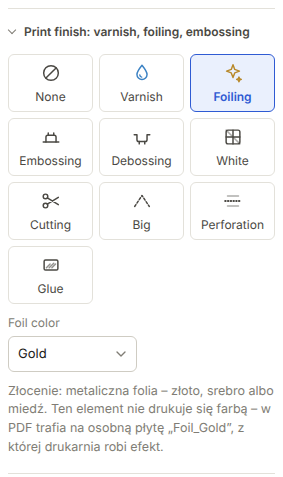 Print finish: varnish, foiling, embossing
None
Varnish
Foiling
Embossing
Debossing
White
Cutting
Big
Perforation
Glue
Foil color
Gold
Złocenie: metaliczna folia – złoto, srebro albo
miedź. Ten element nie drukuje się farbą – w
PDF trafia na osobną płytę „Foil_Gold”, z
której drukarnia robi efekt.